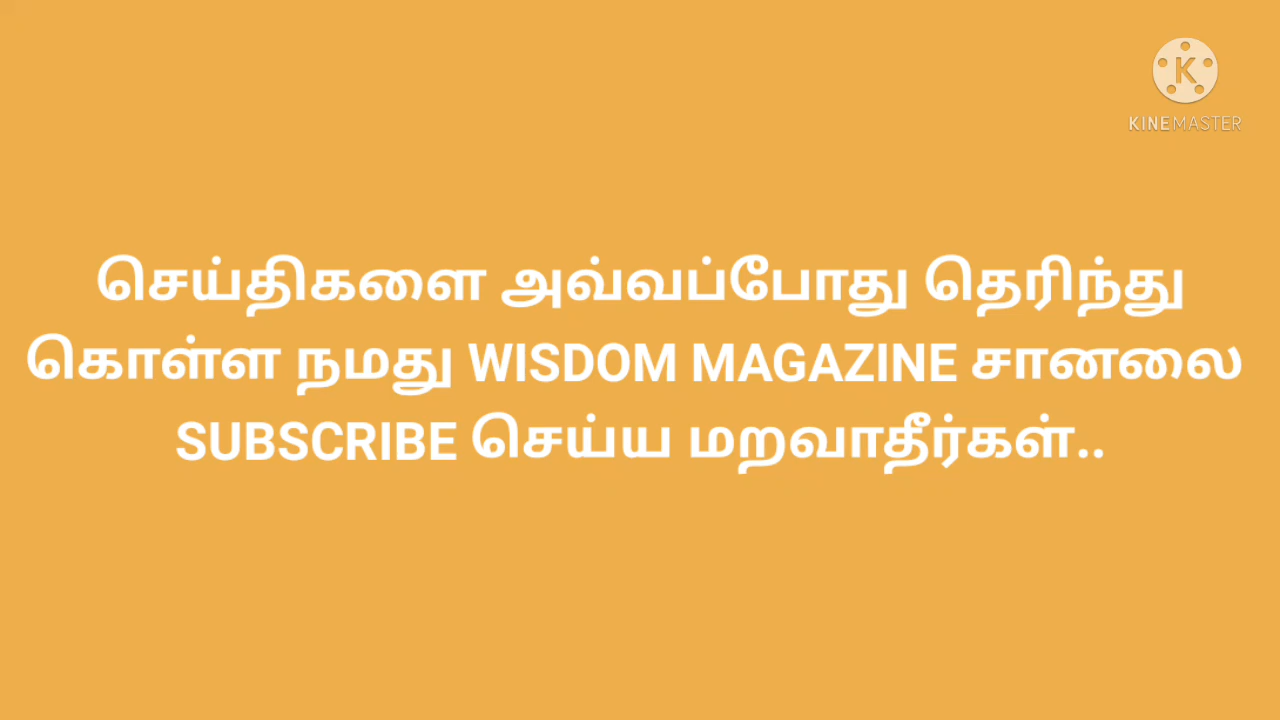 KINEMASTER
செய்திகளை அவ்வப்போது தெரிந்து
கொள்ள நமது WISDOM MAGAZINE சானலை
SUBSCRIBE செய்ய மறவாதீர்கள்..